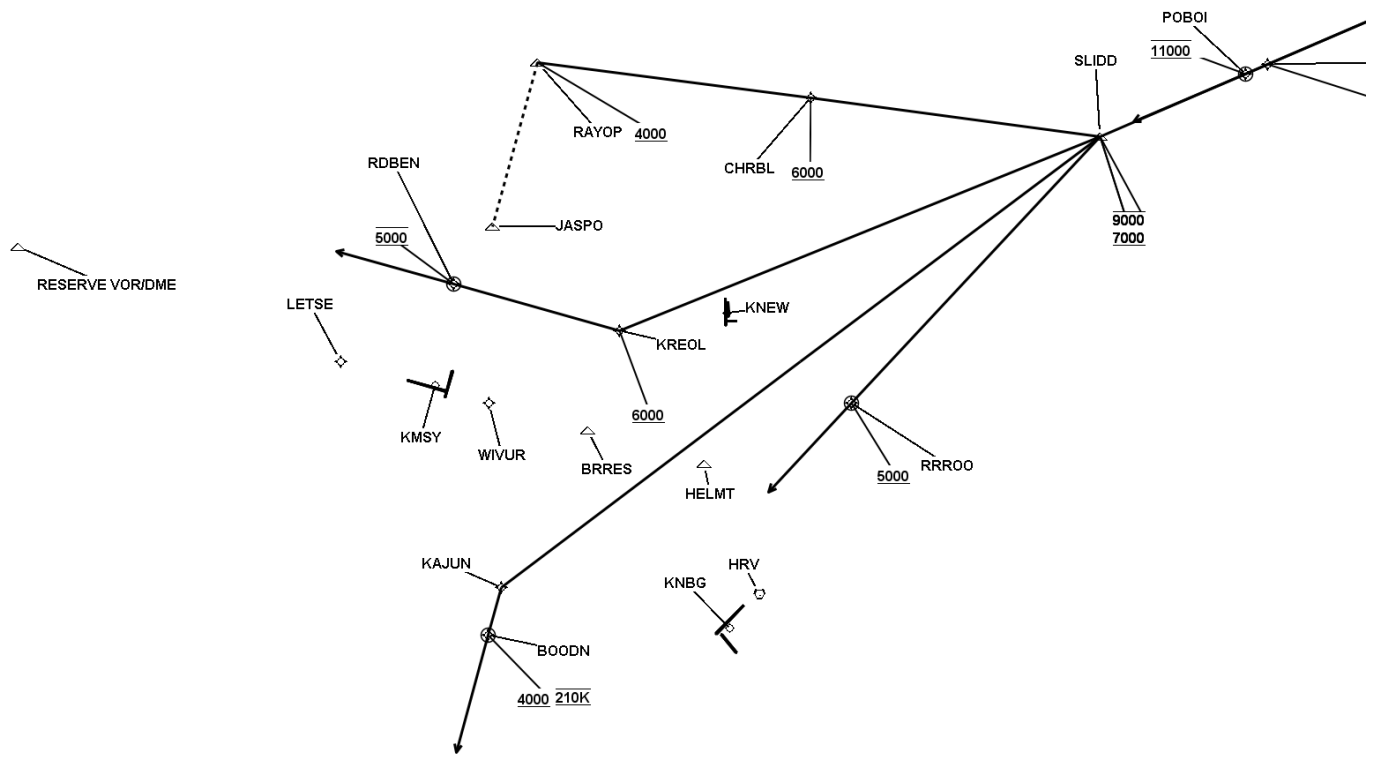 POBOI
11000
SLIDD
RAYOP 4000
CHRBL
6000
RDBEN
5000
JASPO
9000
7000
RESERVE VOR/DME
LETSE
KNEW
KREOL
6000
KMSY
WIVUR
BRRES
RRROO
5000
HELMT
KAJUN
HRV
KNBG
BOODN
4000 210K